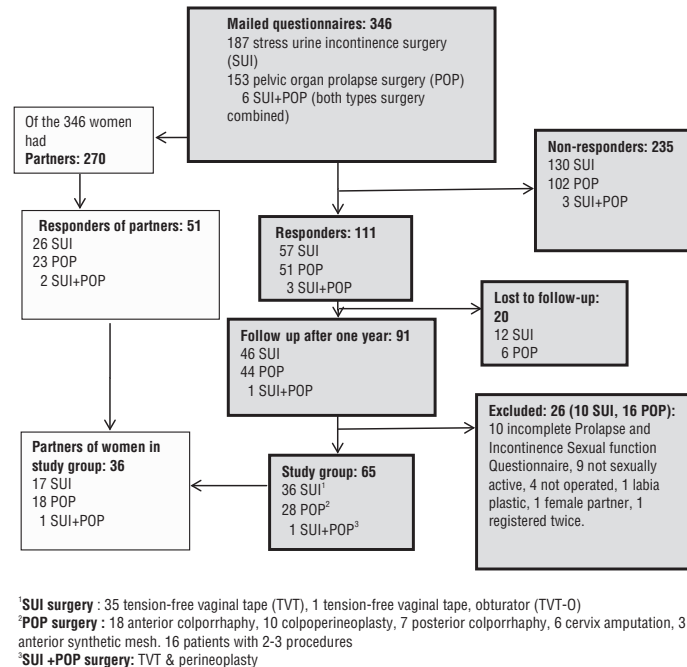 Mailed questionnaires: 346
187 stress urine incontinence surgery
(SUI)
153 pelvic organ prolapse surgery (POP)
6 SUI+POP (both types surgery
combined)
Of the 346 women
had
Partners: 270
Non-responders: 235
130 SUI
102 POP
3 SUI+POP
Responders of partners: 51
26 SUI
23 POP
2 SUI+POP
Responders: 111
57 SUI
51 POP
3 SUI+POP
Lost to follow-up:
20
12 SUI
6 POP
Follow up after one year: 91
46 SUI
44 POP
1 SUI+POP
Excluded: 26 (10 SUI, 16 POP):
10 incomplete Prolapse and
Incontinence Sexual function
Questionnaire, 9 not sexually
active, 4 not operated, 1 labia
plastic, 1 female partner, 1
registered twice.
Partners of women in
study group: 36
17 SUI
18 POP
1 SUI+POP
Study group: 65
36 SUI¹
28 POP²
1 SUI+POP³
¹SUI surgery : 35 tension-free vaginal tape (TVT), 1 tension-free vaginal tape, obturator (TVT-O)
²POP surgery : 18 anterior colporrhaphy, 10 colpoperineoplasty, 7 posterior colporrhaphy, 6 cervix amputation, 3
anterior synthetic mesh. 16 patients with 2-3 procedures
³SUI +POP surgery: TVT & perineoplasty